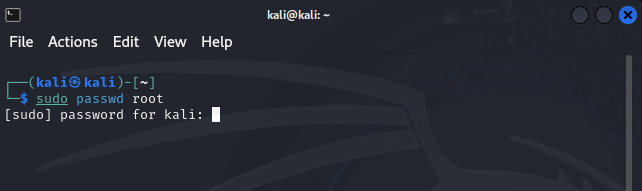 kali@kali: ~
File Actions Edit View Help
┌──(kali㉿kali)-[~]
└─$ sudo passwd root
[sudo] password for kali: